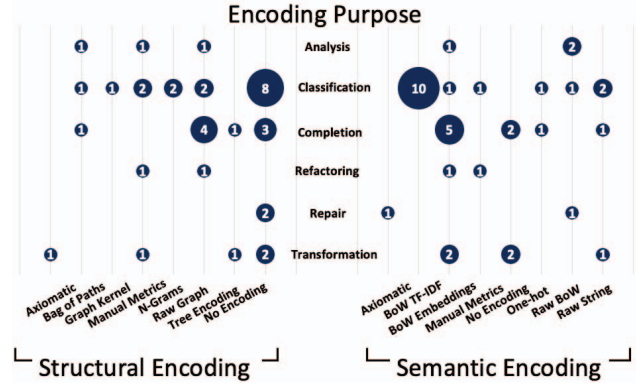 Encoding Purpose
1 1 1 Analysis 1 2
1 1 2 2 2 8 Classification 10 1 1 1 1 2
1 4 1 3 Completion 5 2 1 1
1 1 Refactoring 1 1
2 Repair 1 1
1 1 1 2 Transformation 2 2 1
Axiomatic
Bag of Paths
Graph Kernel
Manual Metrics
N-Grams
Raw Graph
Tree Encoding
No Encoding
Axiomatic
BoW TF-IDF
BoW Embeddings
Manual Metrics
No Encoding
One-hot
Raw BoW
Raw String
Structural Encoding
Semantic Encoding